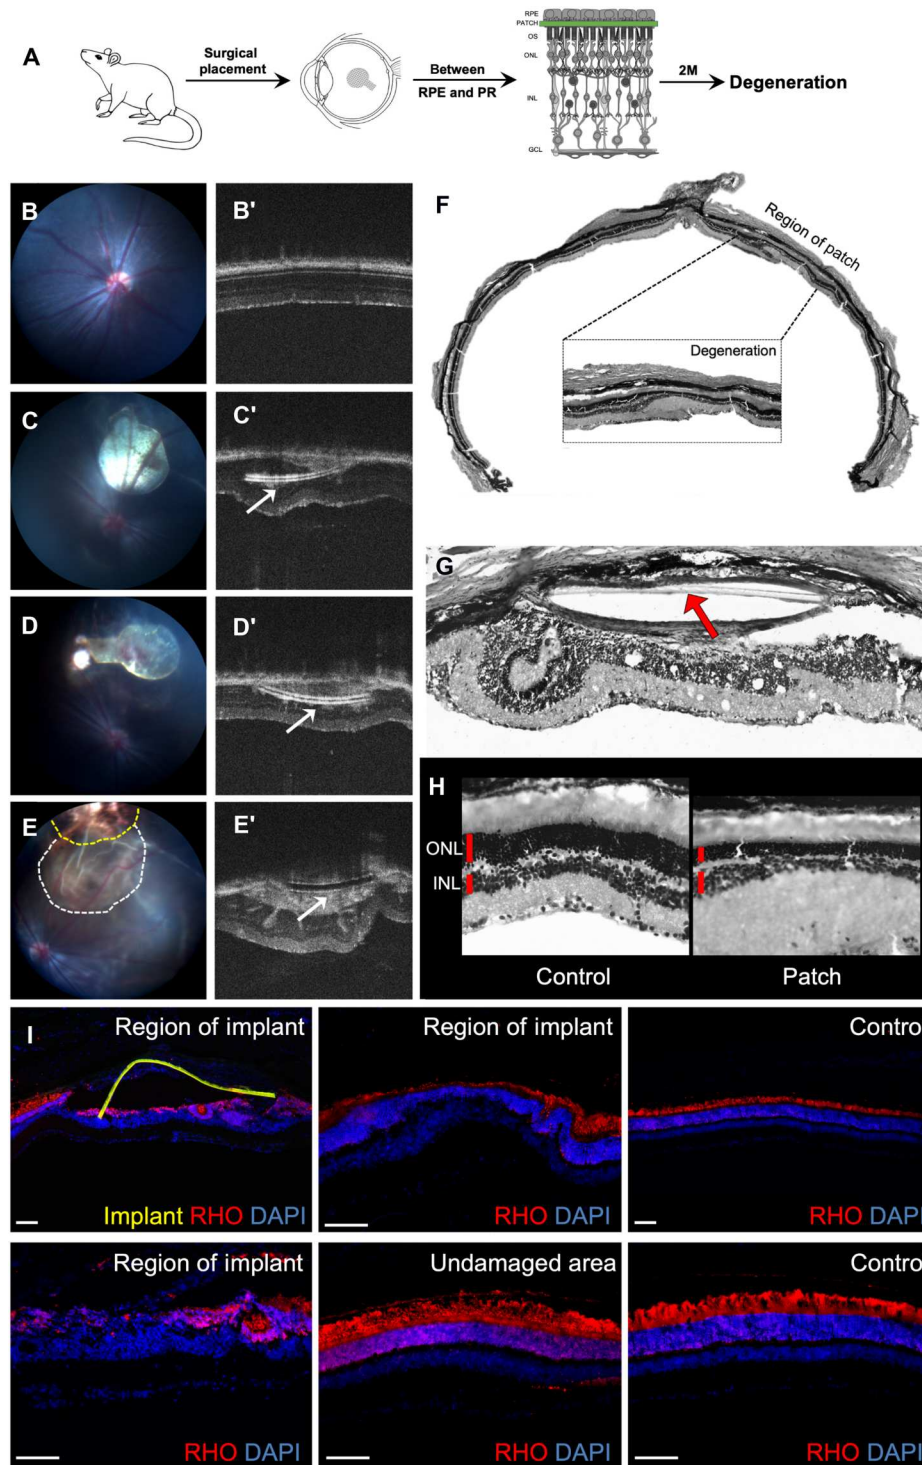 A
Surgical
placement
Between
RPE and PR
RPE
PATCH
OS
ONL
INL
GCL
2M
Degeneration
B
B'
C
C'
D
D'
E
E'
F
Region of patch
Degeneration
G
H
ONL
INL
Control
Patch
I
Region of implant
Implant RHO DAPI
Region of implant
RHO DAPI
Contro
RHO DAPI
Region of implant
RHO DAPI
Undamaged area
RHO DAPI
Contro
RHO DAPI